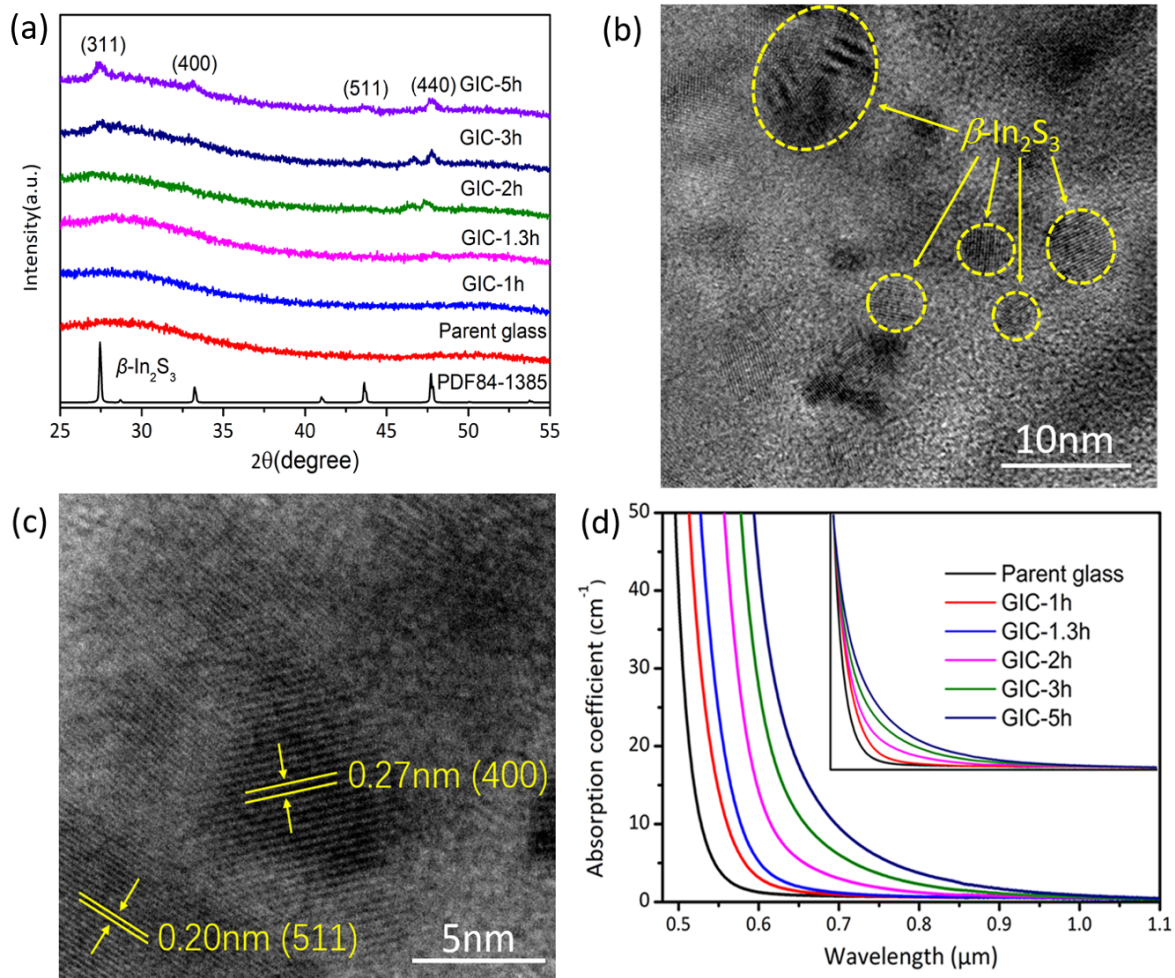 (a)
(311)
(400)
(511)
(440)
GIC-5h
GIC-3h
GIC-2h
GIC-1.3h
GIC-1h
Parent glass
β-In₂S₃
PDF84-1385
Intensity(a.u.)
25 30 35 40 45 50 55
2θ(degree)
(b)
β-In₂S₃
10nm
(c)
0.27nm (400)
0.20nm (511)
5nm
(d)
Absorption coefficient (cm⁻¹)
50
40
30
20
10
0
Parent glass
GIC-1h
GIC-1.3h
GIC-2h
GIC-3h
GIC-5h
0.5 0.6 0.7 0.8 0.9 1.0 1.1
Wavelength (μm)